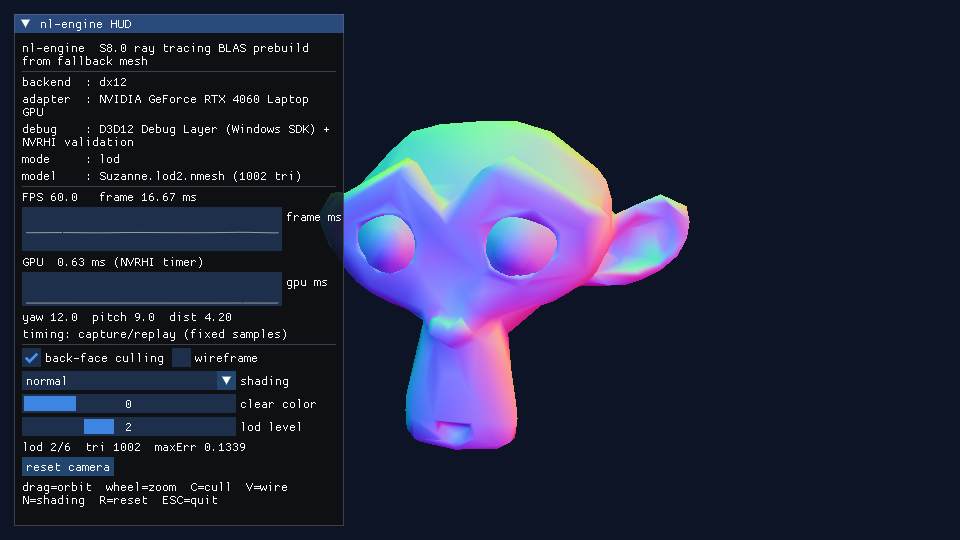 nl-engine HUD
nl-engine  S8.0 ray tracing BLAS prebuild
from fallback mesh
backend  : dx12
adapter  : NVIDIA GeForce RTX 4060 Laptop
GPU
debug    : D3D12 Debug Layer (Windows SDK) +
NVRHI validation
mode     : lod
model    : Suzanne.lod2.nmesh (1002 tri)
FPS 60.0   frame 16.67 ms
frame ms
GPU  0.63 ms (NVRHI timer)
gpu ms
yaw 12.0  pitch 9.0  dist 4.20
timing: capture/replay (fixed samples)
back-face culling  wireframe
normal  shading
0  clear color
2  lod level
lod 2/6  tri 1002  maxErr 0.1339
reset camera
drag=orbit  wheel=zoom  C=cull  V=wire
N=shading  R=reset  ESC=quit